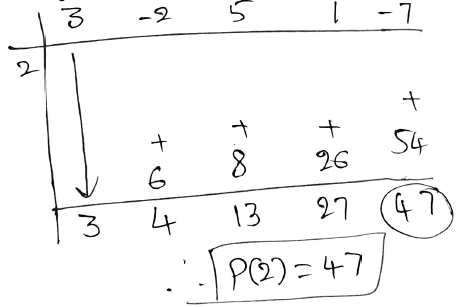 3 -2 5 1 -7
2
+ + + +
6 8 26 54
3 4 13 27 47
∴ P(2) = 47